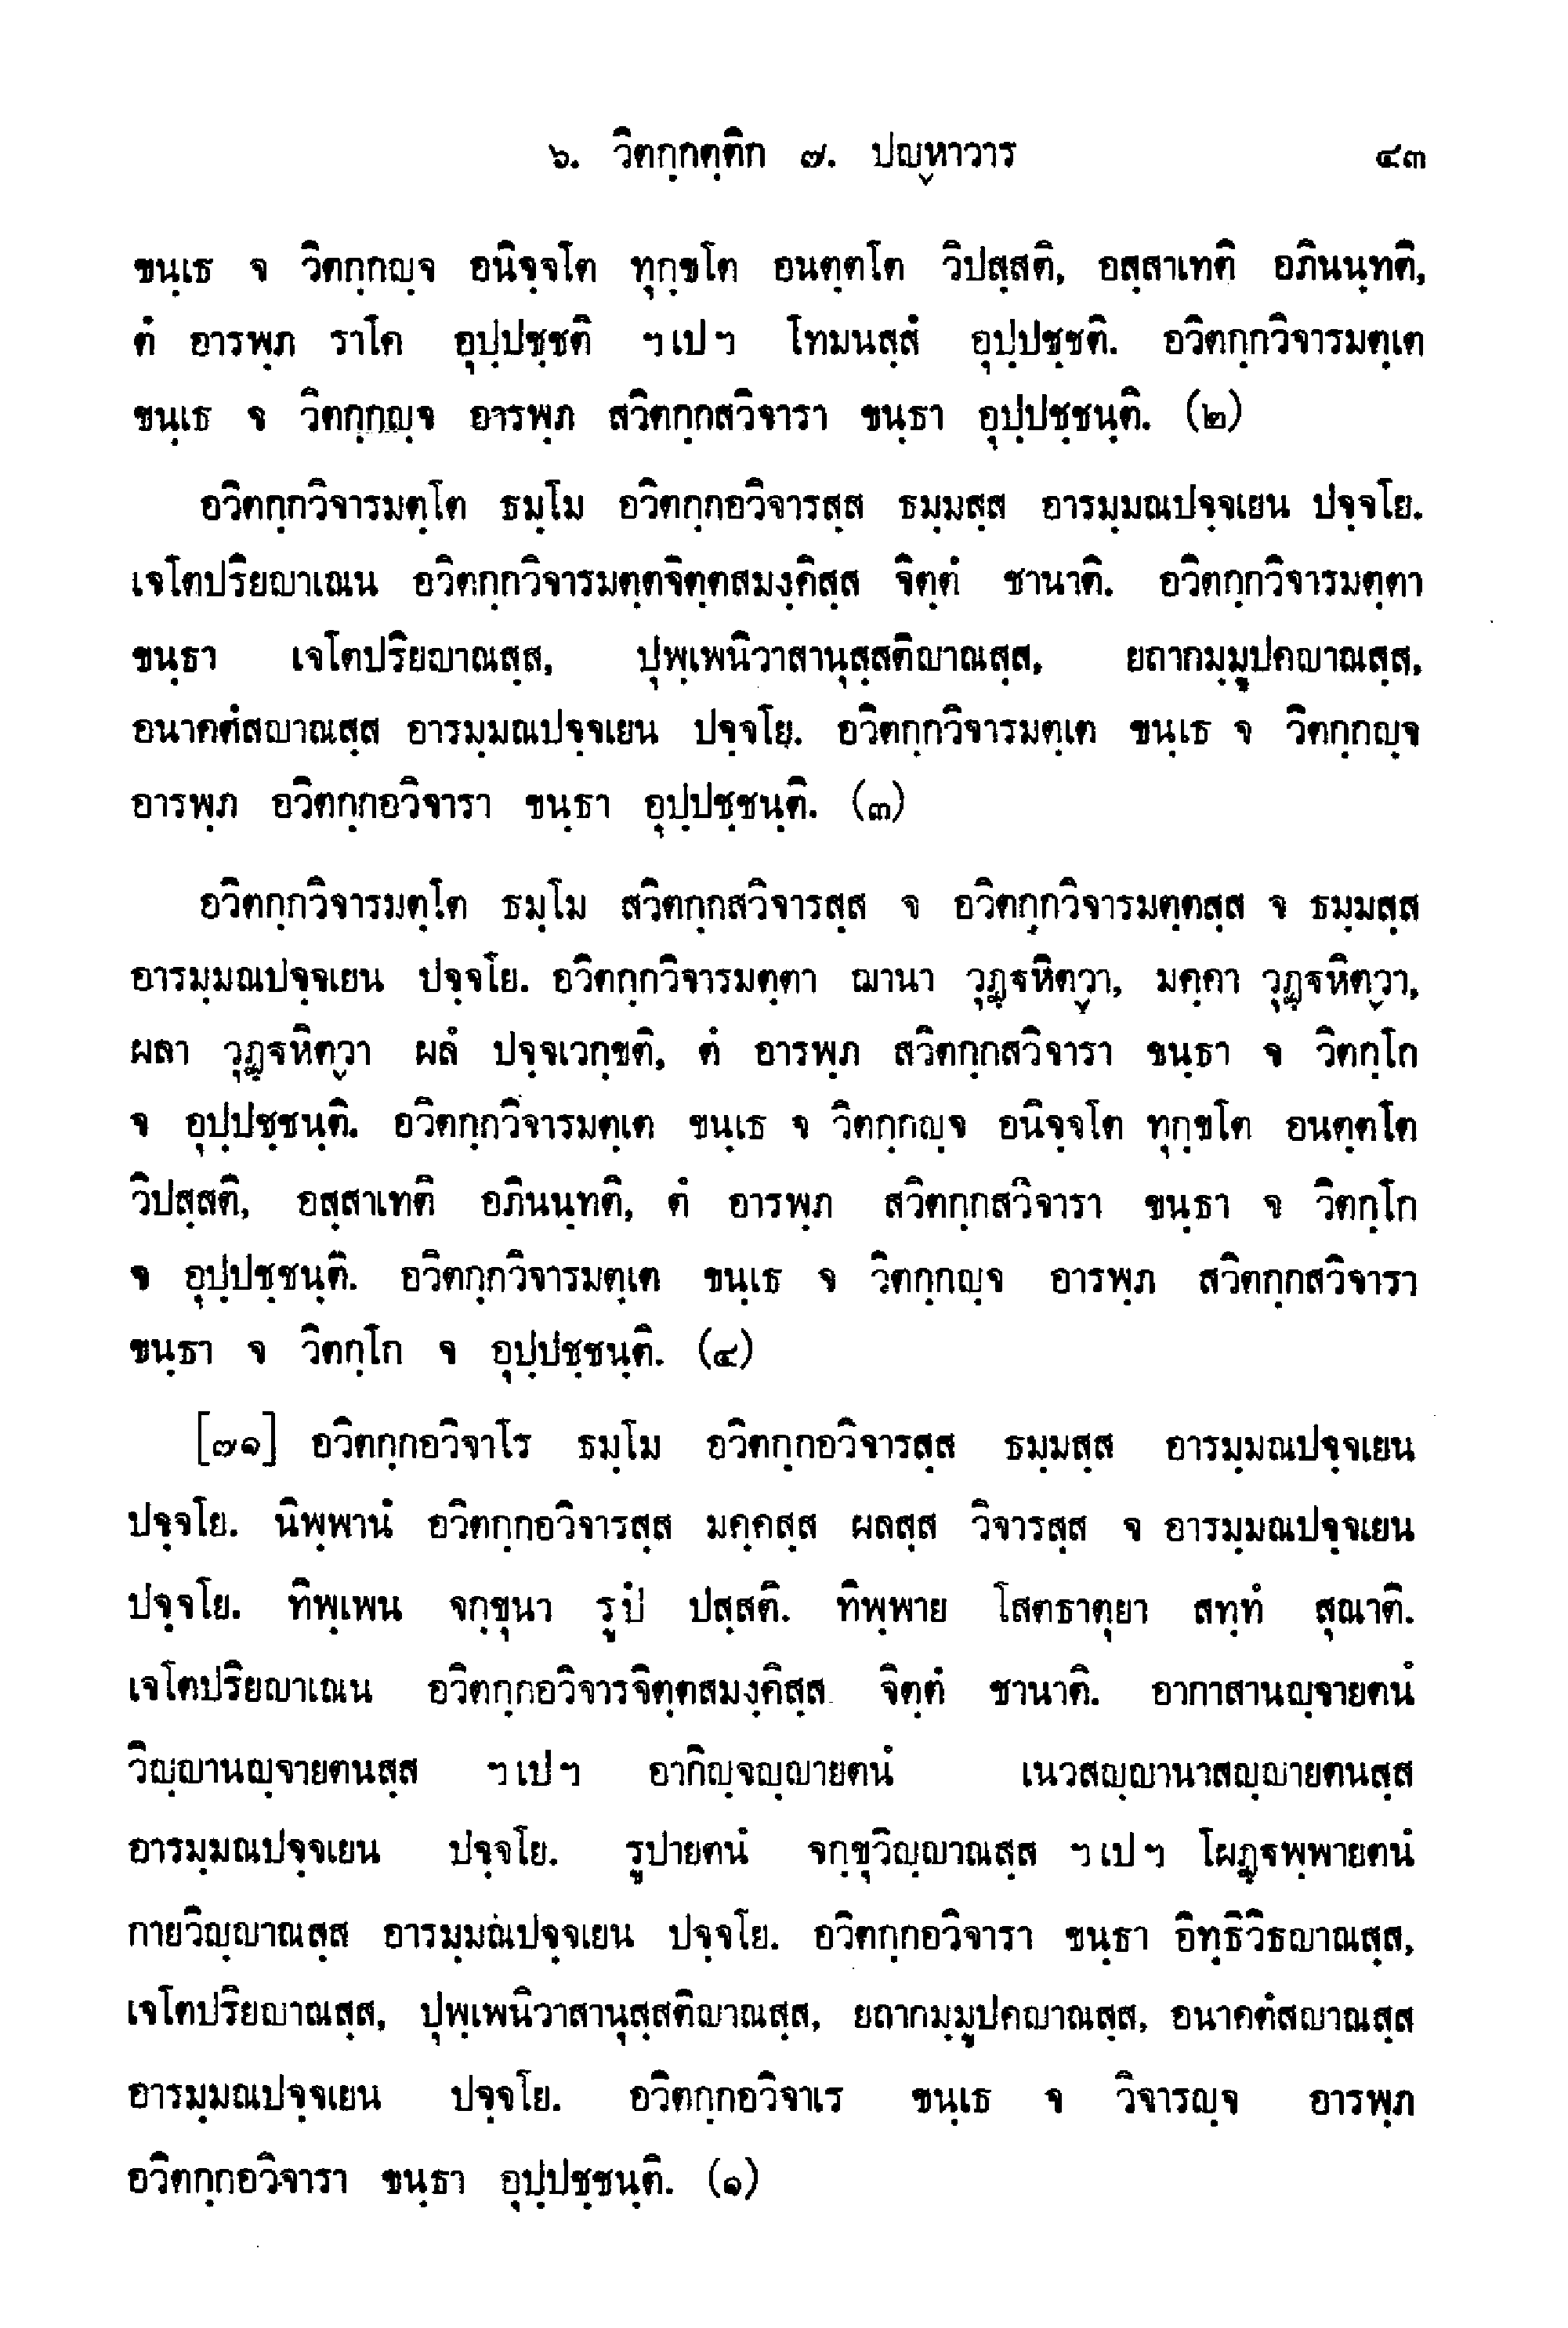 ๖. วิตกฺกตฺติก ๗. ปญฺหาวาร ๔๓
ขนฺเธ จ วิตกฺกญฺจ อนิจฺจโต ทุกฺขโต อนตฺตโต วิปสฺสติ, อสฺสาเทติ อภินนฺทติ,
ตํ อารพฺภ ราโค อุปฺปชฺชติ ฯเปฯ โทมนสฺสํ อุปฺปชฺชติ. อวิตกฺกวิจารมตฺเต
ขนฺเธ จ วิตกฺกญฺจ อารพฺภ สวิตกฺกสวิจารา ขนฺธา อุปฺปชฺชนฺติ. (๒)
อวิตกฺกวิจารมตฺโต ธมฺโม อวิตกฺกอวิจารสฺส ธมฺมสฺส อารมฺมณปจฺจเยน ปจฺจโย.
เจโตปริยญาเณน อวิตกฺกวิจารมตฺตจิตฺตสมงฺคิสฺส จิตฺตํ ชานาติ. อวิตกฺกวิจารมตฺตา
ขนฺธา เจโตปริยญาณสฺส, ปุพฺเพนิวาสานุสฺสติญาณสฺส, ยถากมฺมูปคญาณสฺส,
อนาคตํสญาณสฺส อารมฺมณปจฺจเยน ปจฺจโย. อวิตกฺกวิจารมตฺเต ขนฺเธ จ วิตกฺกญฺจ
อารพฺภ อวิตกฺกอวิจารา ขนฺธา อุปฺปชฺชนฺติ. (๓)
อวิตกฺกวิจารมตฺโต ธมฺโม สวิตกฺกสวิจารสฺส จ อวิตกฺกวิจารมตฺตสฺส จ ธมฺมสฺส
อารมฺมณปจฺจเยน ปจฺจโย. อวิตกฺกวิจารมตฺตา ฌานา วุฏฺฐหิตฺวา, มคฺคา วุฏฺฐหิตฺวา,
ผลา วุฏฺฐหิตฺวา ผลํ ปจฺจเวกฺขติ, ตํ อารพฺภ สวิตกฺกสวิจารา ขนฺธา จ วิตกฺโก
จ อุปฺปชฺชนฺติ. อวิตกฺกวิจารมตฺเต ขนฺเธ จ วิตกฺกญฺจ อนิจฺจโต ทุกฺขโต อนตฺตโต
วิปสฺสติ, อสฺสาเทติ อภินนฺทติ, ตํ อารพฺภ สวิตกฺกสวิจารา ขนฺธา จ วิตกฺโก
จ อุปฺปชฺชนฺติ. อวิตกฺกวิจารมตฺเต ขนฺเธ จ วิตกฺกญฺจ อารพฺภ สวิตกฺกสวิจารา
ขนฺธา จ วิตกฺโก จ อุปฺปชฺชนฺติ. (๔)
[๗๑] อวิตกฺกอวิจาโร ธมฺโม อวิตกฺกอวิจารสฺส ธมฺมสฺส อารมฺมณปจฺจเยน
ปจฺจโย. นิพฺพานํ อวิตกฺกอวิจารสฺส มคฺคสฺส ผลสฺส วิจารสฺส จ อารมฺมณปจฺจเยน
ปจฺจโย. ทิพฺเพน จกฺขุนา รูปํ ปสฺสติ. ทิพฺพาย โสตธาตุยา สทฺทํ สุณาติ.
เจโตปริยญาเณน อวิตกฺกอวิจารจิตฺตสมงฺคิสฺส จิตฺตํ ชานาติ. อากาสานญฺจายตนํ
วิญฺญานญฺจายตนสฺส ฯเปฯ อากิญฺจญฺญายตนํ เนวสญฺญานาสญฺญายตนสฺส
อารมฺมณปจฺจเยน ปจฺจโย. รูปายตนํ จกฺขุวิญฺญาณสฺส ฯเปฯ โผฏฺฐพฺพายตนํ
กายวิญฺญาณสฺส อารมฺมณปจฺจเยน ปจฺจโย. อวิตกฺกอวิจารา ขนฺธา อิทฺธิวิธญาณสฺส,
เจโตปริยญาณสฺส, ปุพฺเพนิวาสานุสฺสติญาณสฺส, ยถากมฺมูปคญาณสฺส, อนาคตํสญาณสฺส
อารมฺมณปจฺจเยน ปจฺจโย. อวิตกฺกอวิจาเร ขนฺเธ จ วิจารญฺจ อารพฺภ
อวิตกฺกอวิจารา ขนฺธา อุปฺปชฺชนฺติ. (๑)